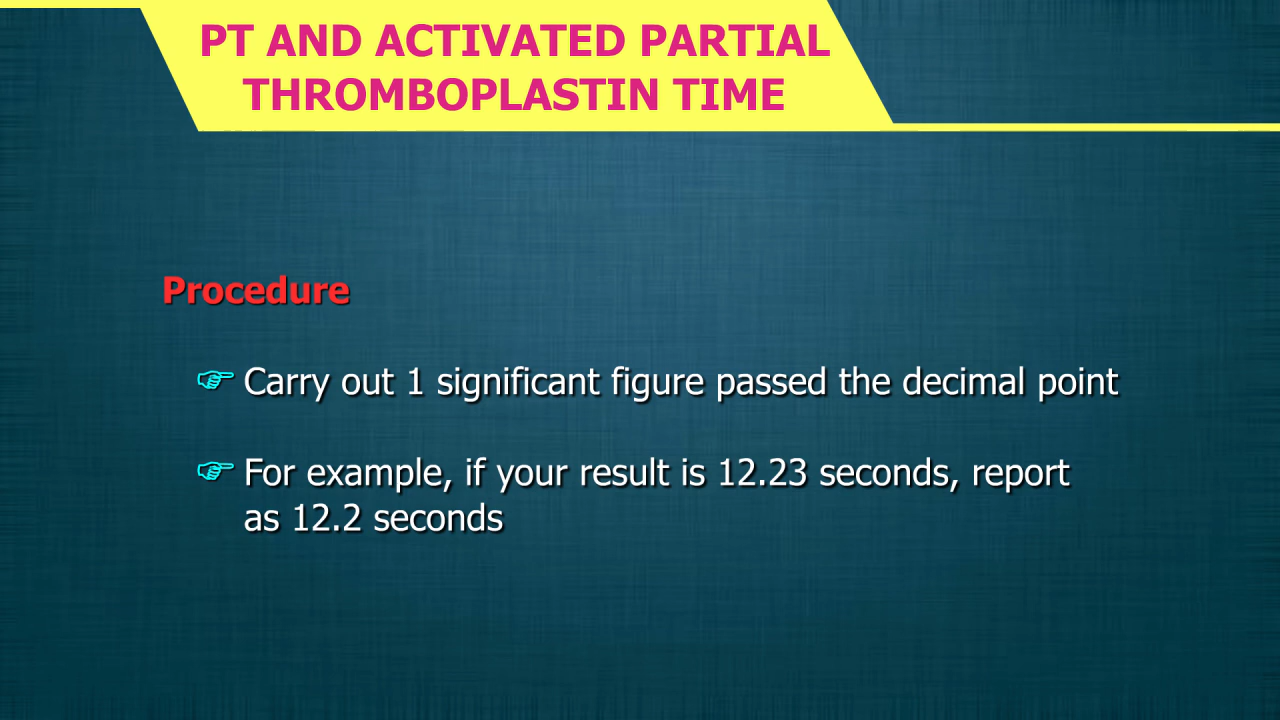 PT AND ACTIVATED PARTIAL
THROMBOPLASTIN TIME
Procedure
☞ Carry out 1 significant figure passed the decimal point
☞ For example, if your result is 12.23 seconds, report
as 12.2 seconds